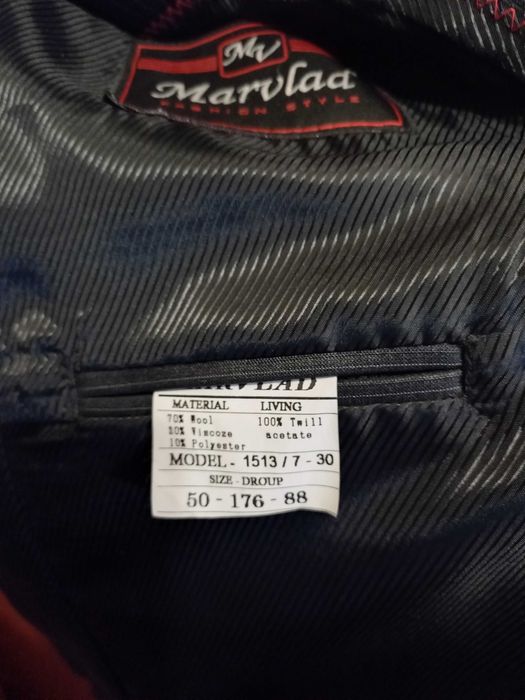 MV
Marvlad
FASHION STYLE
MARVLAD
MATERIAL LIVING
70% Wool 100% Twill
20% Viscoze acetate
10% Polyester
MODEL - 1513 / 7 - 30
SIZE - DROUP
50 - 176 - 88